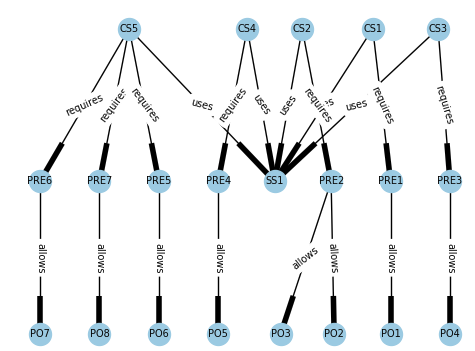 CS5 CS4 CS2 CS1 CS3
requires requires requires uses requires uses uses requires uses requires requires
PRE6 PRE7 PRE5 PRE4 SS1 PRE2 PRE1 PRE3
allows allows allows allows allows allows allows allows
PO7 PO8 PO6 PO5 PO3 PO2 PO1 PO4